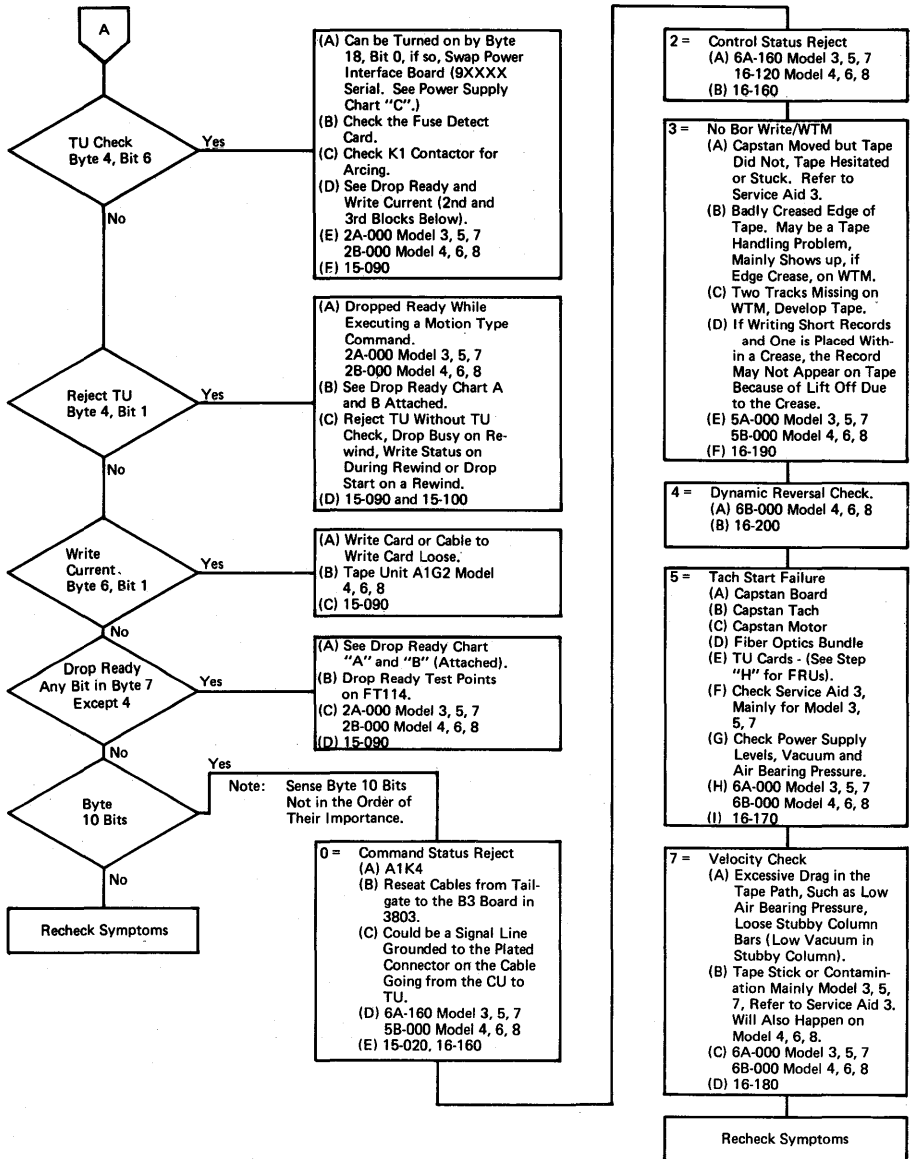 A
TU Check
Byte 4, Bit 6
Yes
No
(A) Can be Turned on by Byte
18, Bit 0, if so, Swap Power
Interface Board (9XXXX
Serial. See Power Supply
Chart "C".)
(B) Check the Fuse Detect
Card.
(C) Check K1 Contactor for
Arcing.
(D) See Drop Ready and
Write Current (2nd and
3rd Blocks Below).
(E) 2A-000 Model 3, 5, 7
2B-000 Model 4, 6, 8
(F) 15-090
Reject TU
Byte 4, Bit 1
Yes
No
(A) Dropped Ready While
Executing a Motion Type
Command.
2A-000 Model 3, 5, 7
2B-000 Model 4, 6, 8
(B) See Drop Ready Chart A
and B Attached.
(C) Reject TU Without TU
Check, Drop Busy on Re-
wind, Write Status on
During Rewind or Drop
Start on a Rewind.
(D) 15-090 and 15-100
Write
Current
Byte 6, Bit 1
Yes
No
(A) Write Card or Cable to
Write Card Loose.
(B) Tape Unit A1G2 Model
4, 6, 8
(C) 15-090
Drop Ready
Any Bit in Byte 7
Except 4
Yes
No
(A) See Drop Ready Chart
"A" and "B" (Attached).
(B) Drop Ready Test Points
on FT114.
(C) 2A-000 Model 3, 5, 7
2B-000 Model 4, 6, 8
(D) 15-090
Byte
10 Bits
Yes
No
Note: Sense Byte 10 Bits
Not in the Order of
Their Importance.
Recheck Symptoms
0 = Command Status Reject
(A) A1K4
(B) Reseat Cables from Tail-
gate to the B3 Board in
3803.
(C) Could be a Signal Line
Grounded to the Plated
Connector on the Cable
Going from the CU to
TU.
(D) 6A-160 Model 3, 5, 7
5B-000 Model 4, 6, 8
(E) 15-020, 16-160
2 = Control Status Reject
(A) 6A-160 Model 3, 5, 7
16-120 Model 4, 6, 8
(B) 16-160
3 = No Bor Write/WTM
(A) Capstan Moved but Tape
Did Not, Tape Hesitated
or Stuck. Refer to
Service Aid 3.
(B) Badly Creased Edge of
Tape. May be a Tape
Handling Problem,
Mainly Shows up, if
Edge Crease, on WTM.
(C) Two Tracks Missing on
WTM, Develop Tape.
(D) If Writing Short Records
and One is Placed With-
in a Crease, the Record
May Not Appear on Tape
Because of Lift Off Due
to the Crease.
(E) 5A-000 Model 3, 5, 7
5B-000 Model 4, 6, 8
(F) 16-190
4 = Dynamic Reversal Check.
(A) 6B-000 Model 4, 6, 8
(B) 16-200
5 = Tach Start Failure
(A) Capstan Board
(B) Capstan Tach
(C) Capstan Motor
(D) Fiber Optics Bundle
(E) TU Cards - (See Step
"H" for FRUs).
(F) Check Service Aid 3,
Mainly for Model 3,
5, 7
(G) Check Power Supply
Levels, Vacuum and
Air Bearing Pressure.
(H) 6A-000 Model 3, 5, 7
6B-000 Model 4, 6, 8
(I) 16-170
7 = Velocity Check
(A) Excessive Drag in the
Tape Path, Such as Low
Air Bearing Pressure,
Loose Stubby Column
Bars (Low Vacuum in
Stubby Column).
(B) Tape Stick or Contamin-
ation Mainly Model 3, 5,
7, Refer to Service Aid 3.
Will Also Happen on
Model 4, 6, 8.
(C) 6A-000 Model 3, 5, 7
6B-000 Model 4, 6, 8
(D) 16-180
Recheck Symptoms